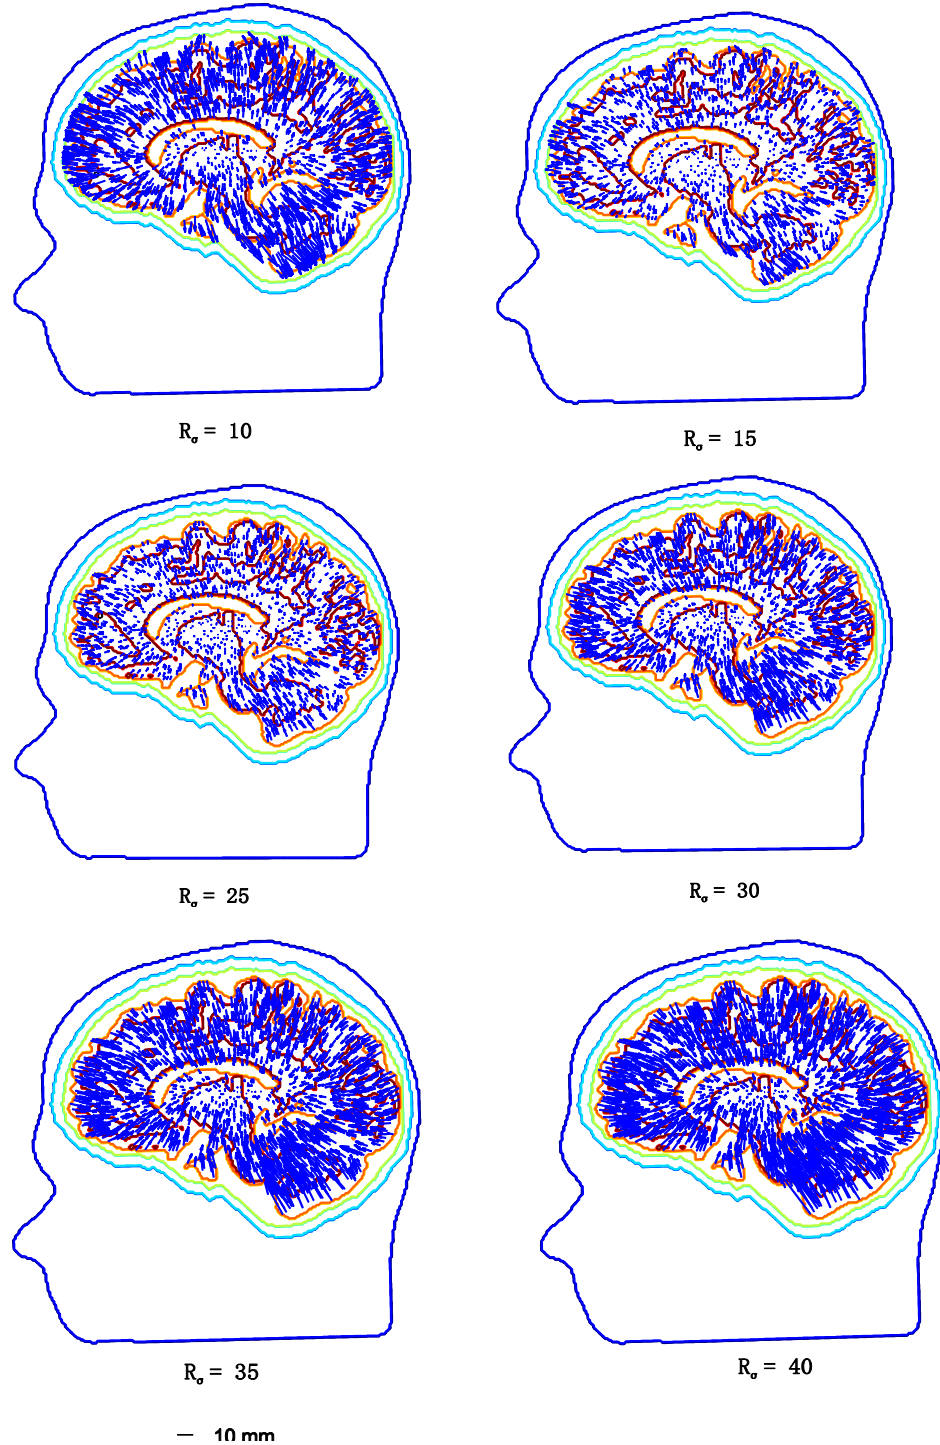 Rσ = 10
Rσ = 15
Rσ = 25
Rσ = 30
Rσ = 35
Rσ = 40
10 mm